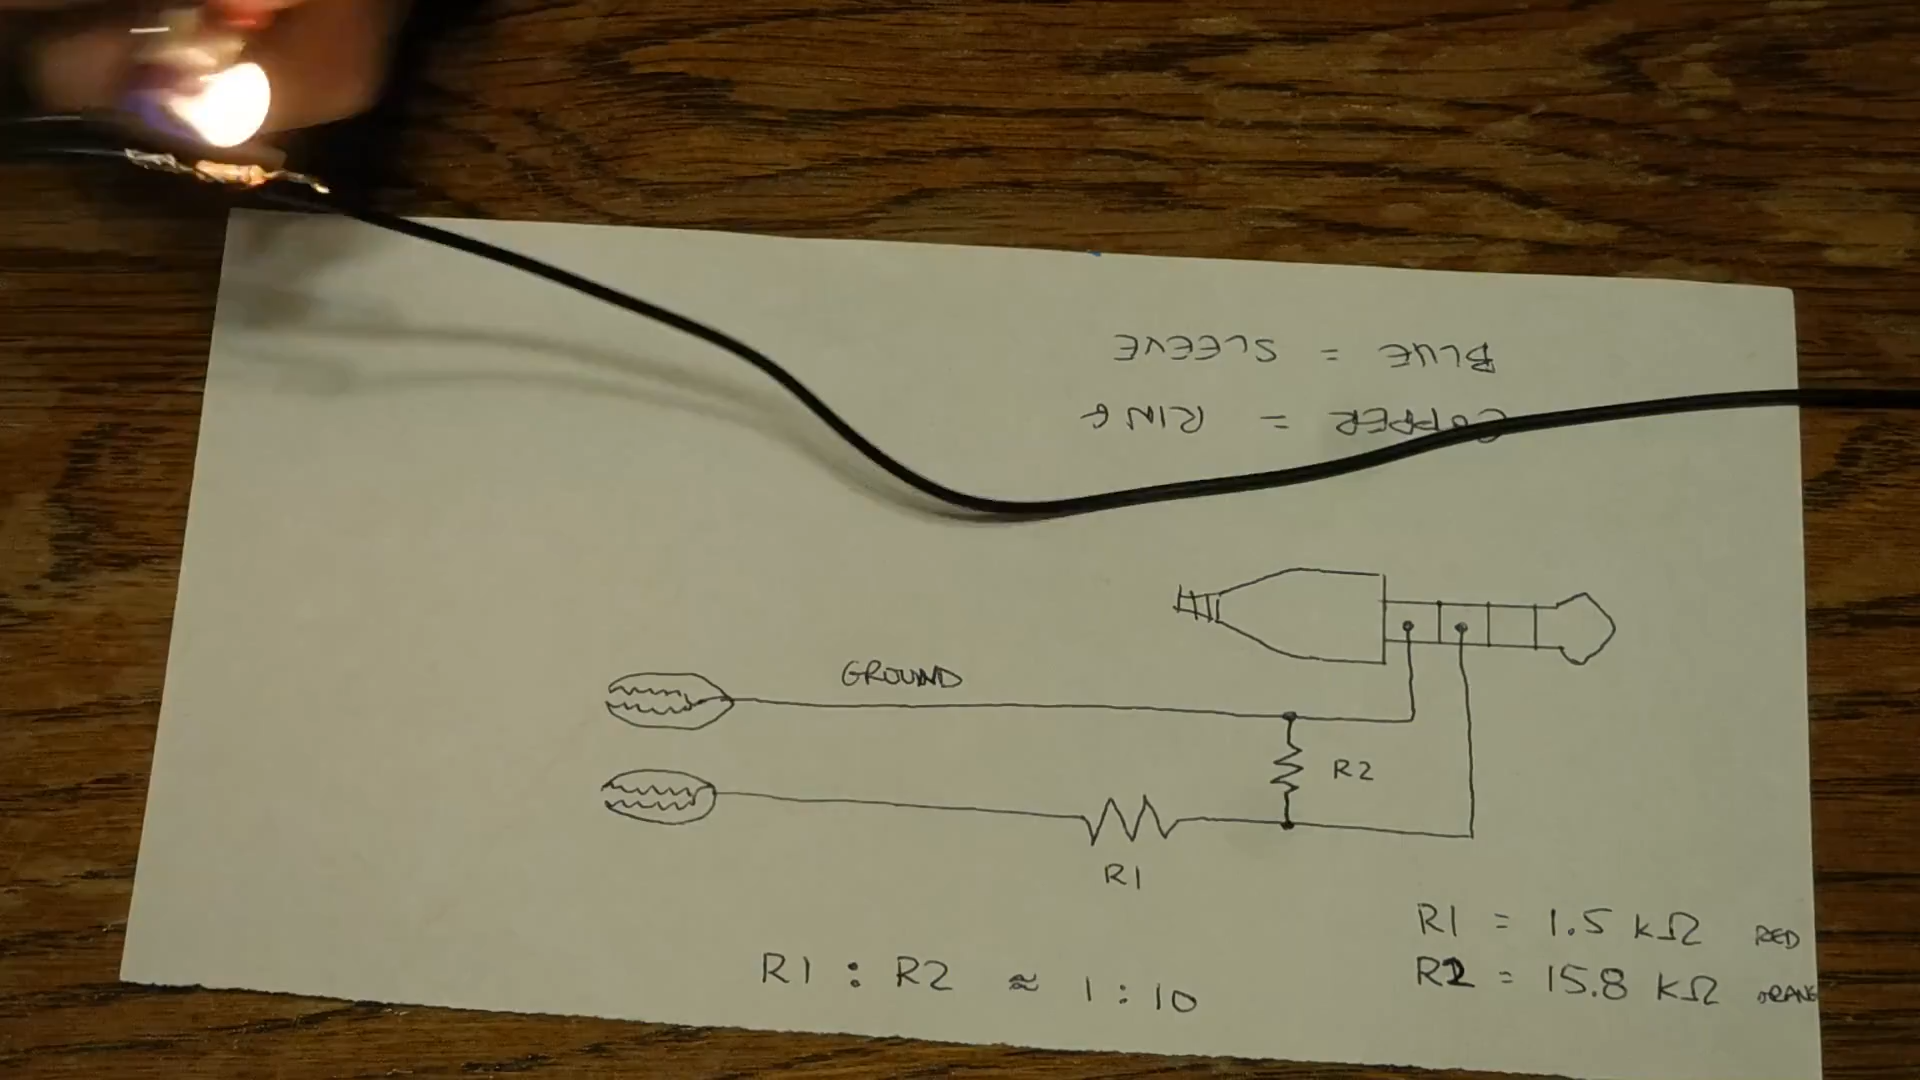 BLUE = SLEEVE
COPPER = RING
GROUND
R2
R1
R1 = 1.5 kΩ RED
R2 = 15.8 kΩ ORANG
R1 : R2 ≈ 1 : 10